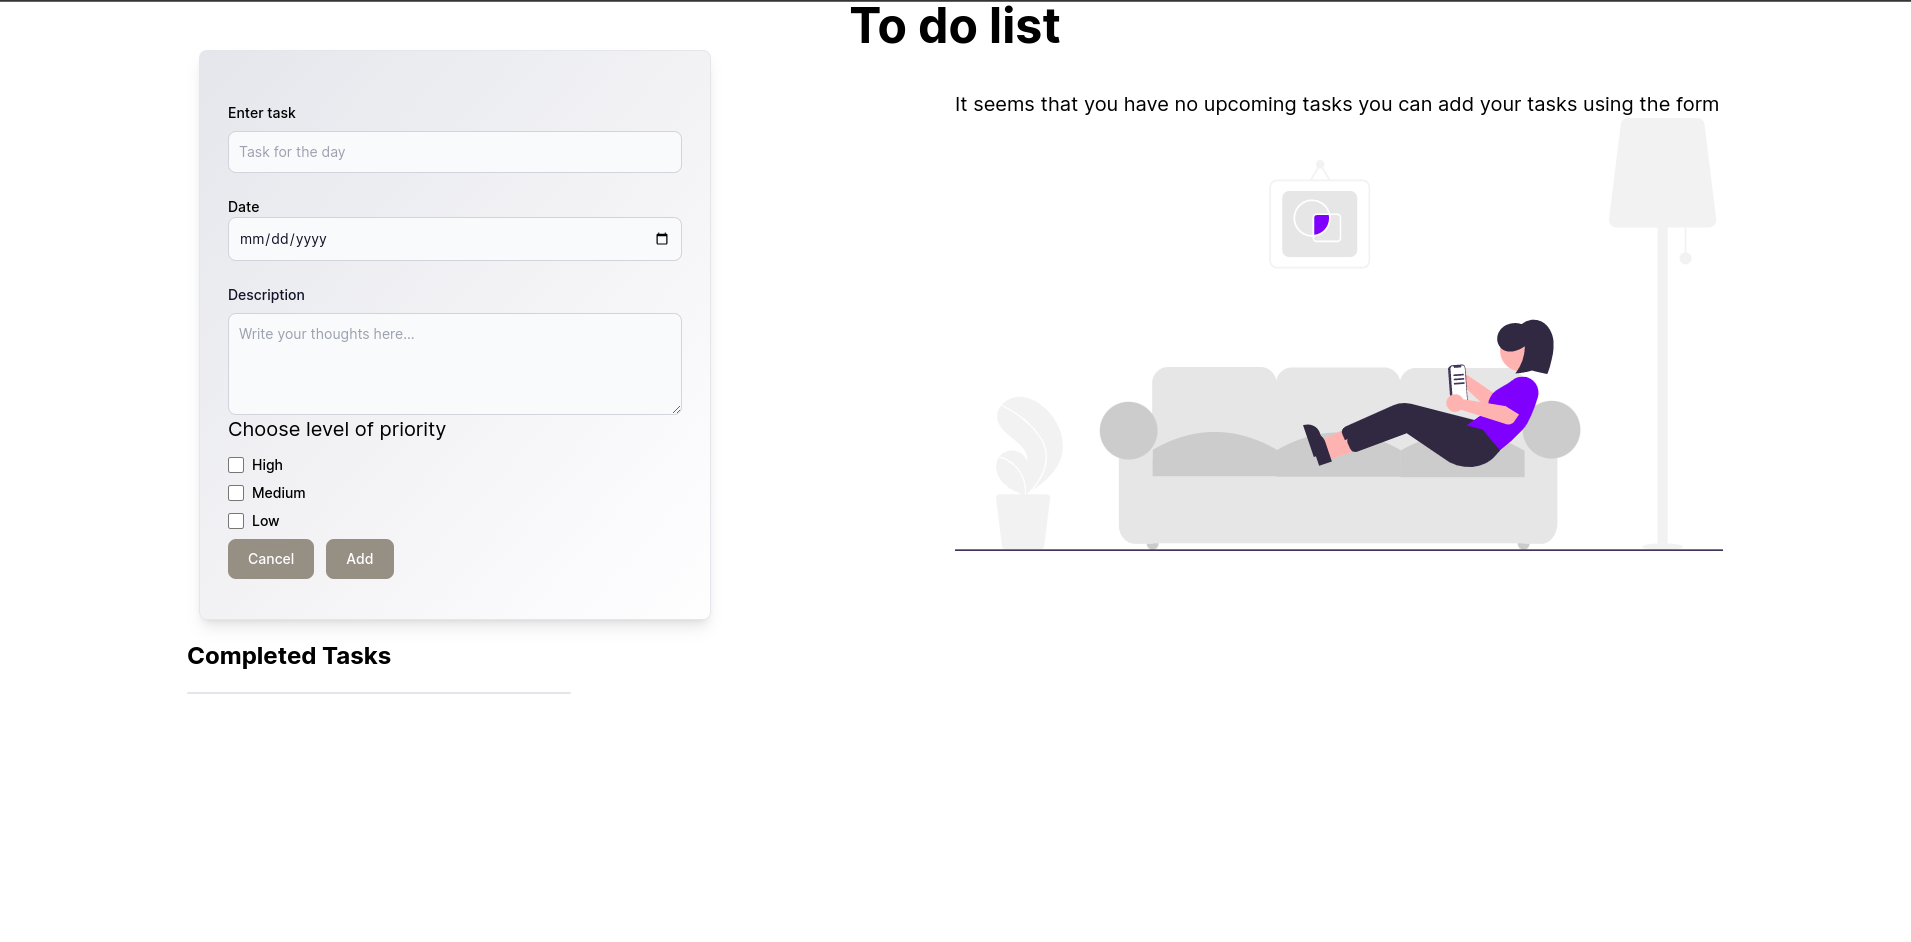 To do list
Enter task
Task for the day
Date
mm/dd/yyyy
Description
Write your thoughts here...
Choose level of priority
High
Medium
Low
Cancel
Add
It seems that you have no upcoming tasks you can add your tasks using the form
Completed Tasks